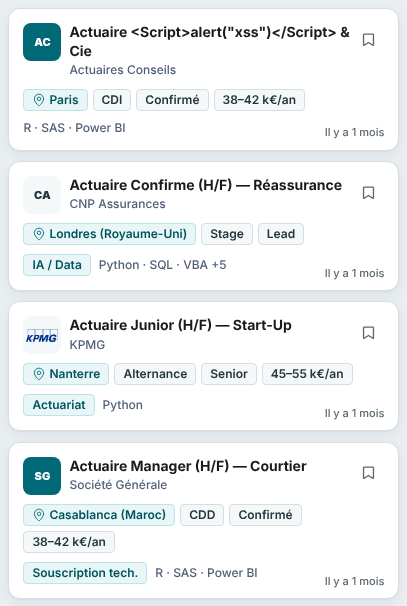 AC
Actuaire <Script>alert("xss")</Script> &
Cie
Actuaires Conseils
Paris CDI Confirmé 38–42 k€/an
R · SAS · Power BI
Il y a 1 mois
CA
Actuaire Confirme (H/F) — Réassurance
CNP Assurances
Londres (Royaume-Uni) Stage Lead
IA / Data Python · SQL · VBA +5
Il y a 1 mois
KPMG
Actuaire Junior (H/F) — Start-Up
KPMG
Nanterre Alternance Senior 45–55 k€/an
Actuariat Python
Il y a 1 mois
SG
Actuaire Manager (H/F) — Courtier
Société Générale
Casablanca (Maroc) CDD Confirmé
38–42 k€/an
Souscription tech. R · SAS · Power BI
Il y a 1 mois